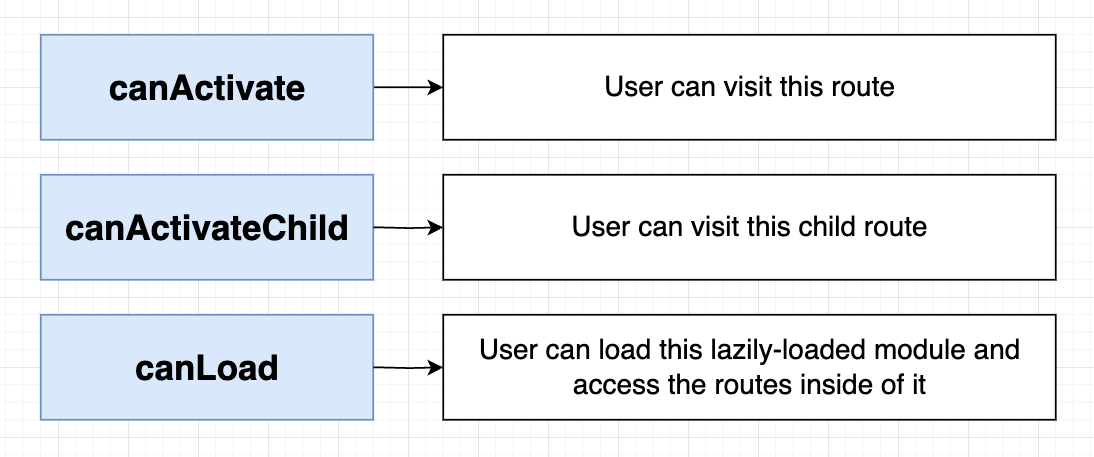 canActivate
User can visit this route
canActivateChild
User can visit this child route
canLoad
User can load this lazily-loaded module and
access the routes inside of it